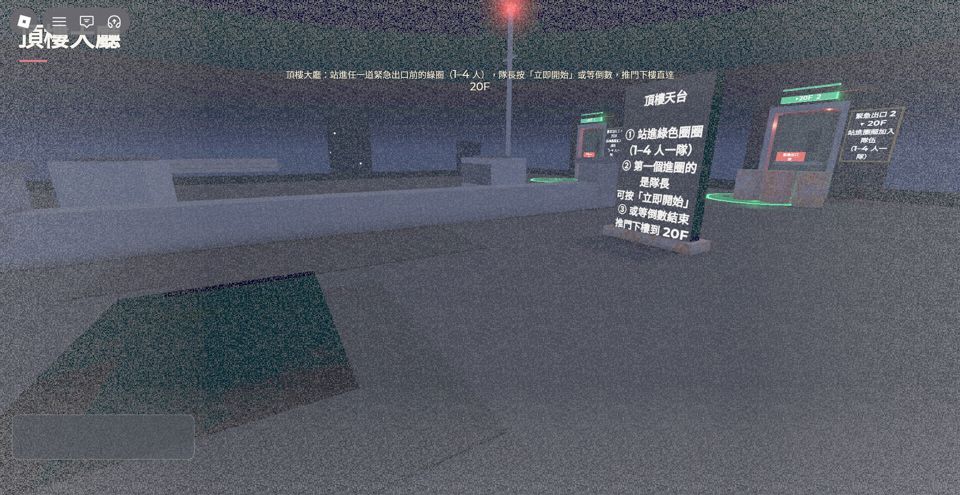 頂樓大廳
頂樓大廳：站進任一道緊急出口前的綠圈（1–4 人），隊長按「立即開始」或等倒數，推門下樓直達
20F
頂樓天台
① 站進綠色圈圈
（1–4 人一隊）
② 第一個進圈的
是隊長
可按「立即開始」
③ 或等倒數結束
推門下樓到 20F
緊急出口 2
▾ 20F
站進圈圈加入
隊伍
（1–4 人一
隊）